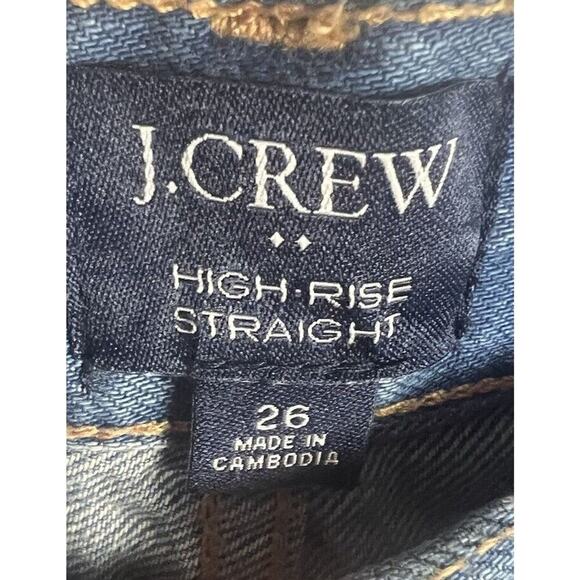 J.CREW
HIGH-RISE
STRAIGHT
26
MADE IN
CAMBODIA